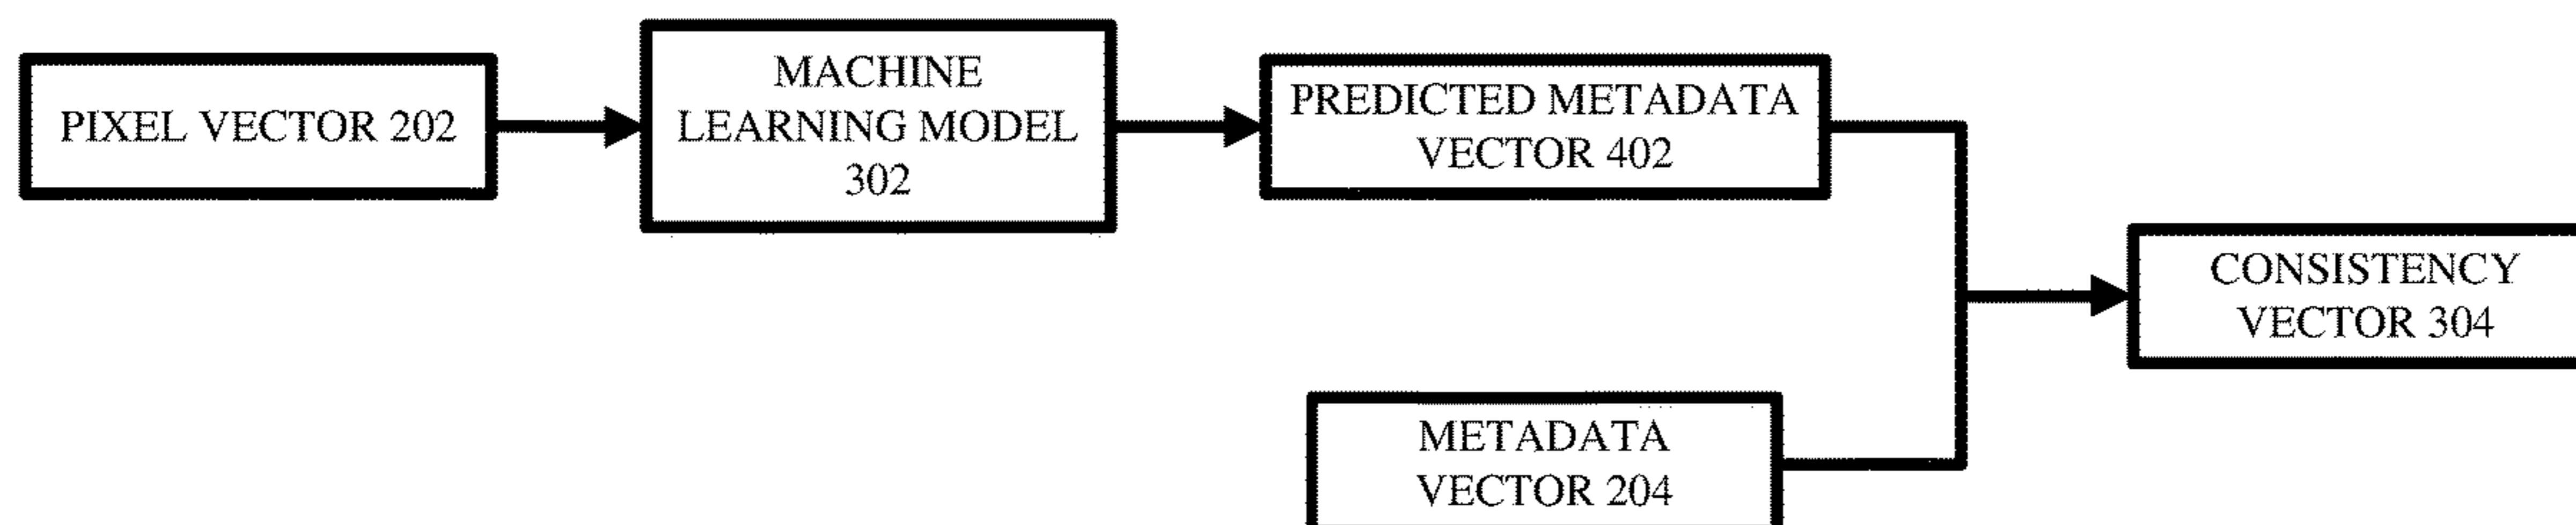 PIXEL VECTOR 202
MACHINE
LEARNING MODEL
302
PREDICTED METADATA
VECTOR 402
CONSISTENCY
VECTOR 304
METADATA
VECTOR 204